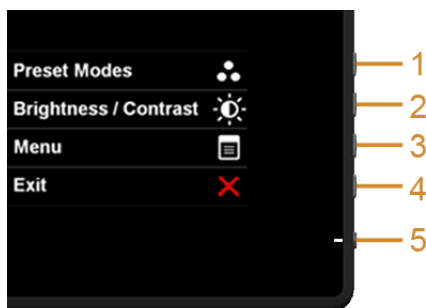 Preset Modes 1
Brightness / Contrast 2
Menu 3
Exit 4
5